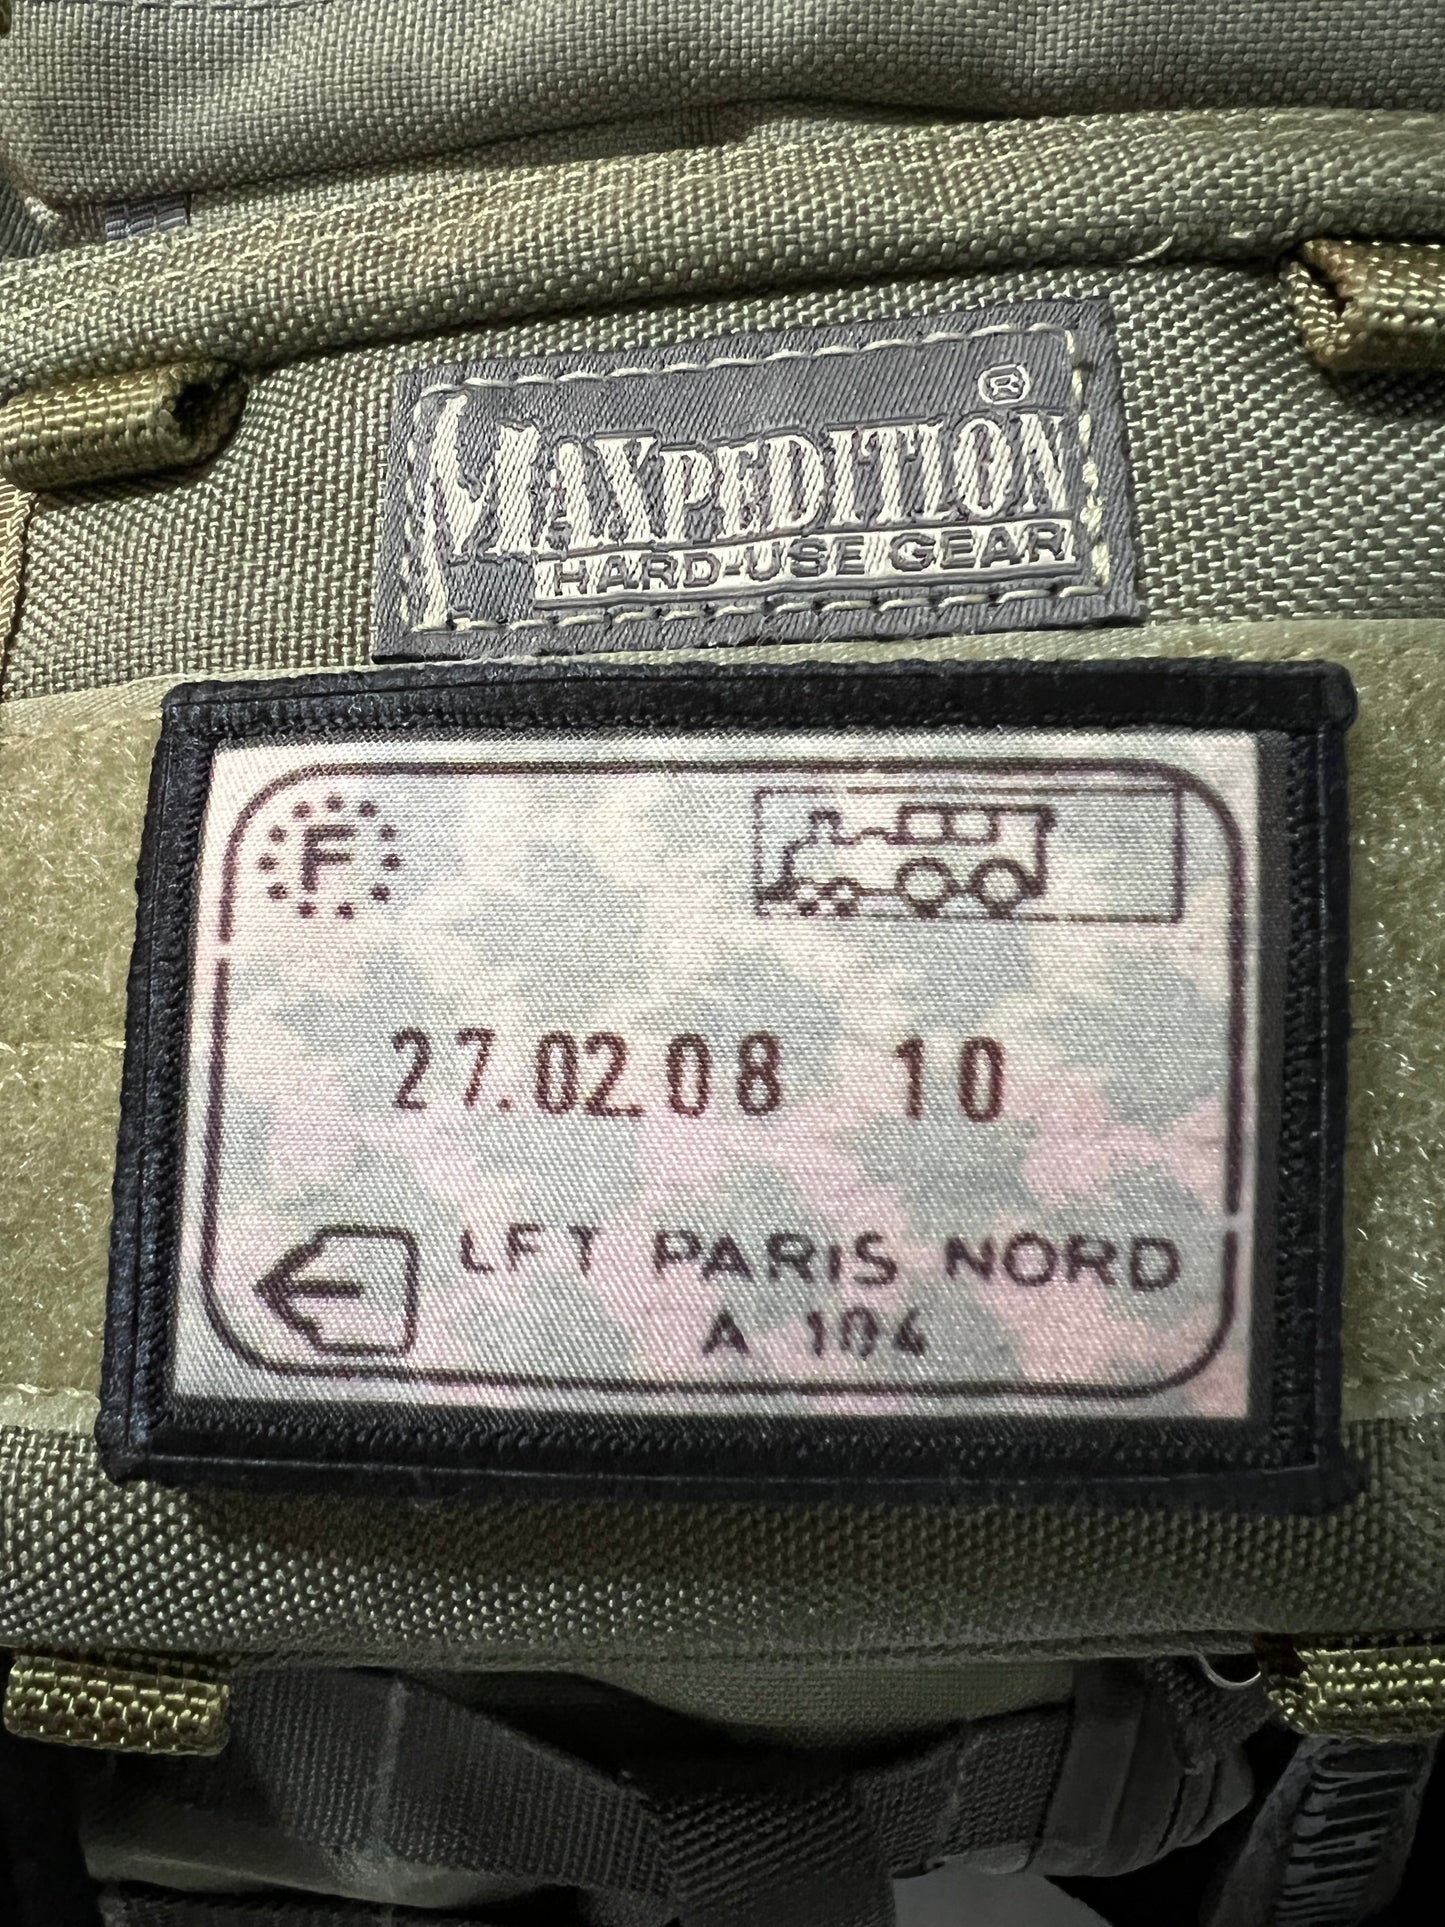 MAXPEDITION®
HARD-USE GEAR
F
27.02.08 10
LFT PARIS NORD
A 104